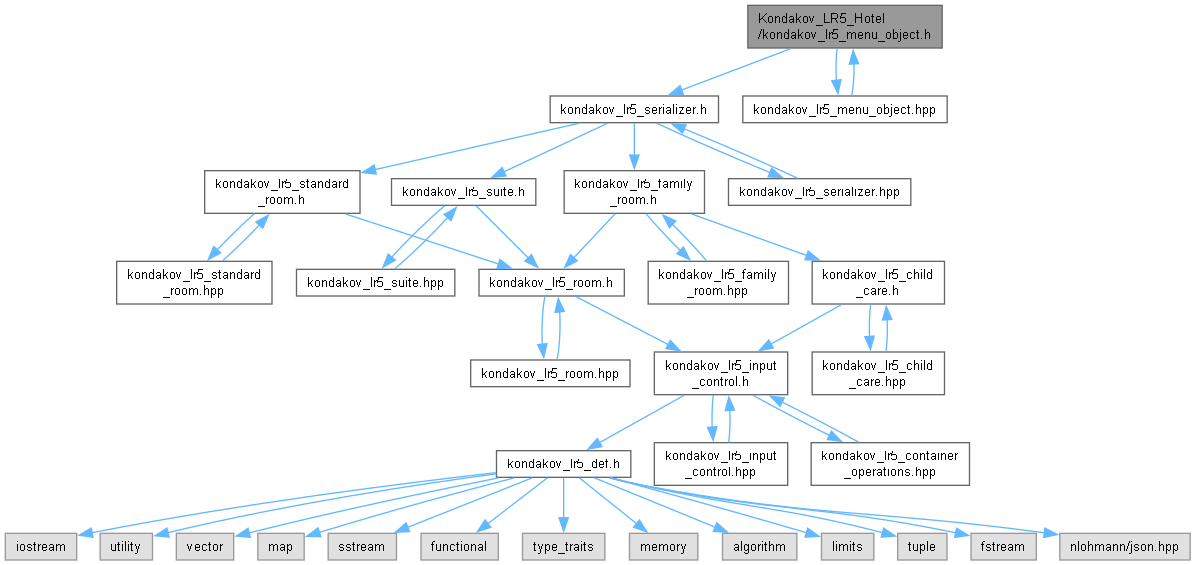 Kondakov_LR5_Hotel
/kondakov_lr5_menu_object.h
kondakov_lr5_serializer.h
kondakov_lr5_menu_object.hpp
kondakov_lr5_standard
_room.h
kondakov_lr5_suite.h
kondakov_lr5_family
_room.h
kondakov_lr5_serializer.hpp
kondakov_lr5_standard
_room.hpp
kondakov_lr5_suite.hpp
kondakov_lr5_room.h
kondakov_lr5_family
_room.hpp
kondakov_lr5_child
_care.h
kondakov_lr5_room.hpp
kondakov_lr5_input
_control.h
kondakov_lr5_child
_care.hpp
kondakov_lr5_def.h
kondakov_lr5_input
_control.hpp
kondakov_lr5_container
_operations.hpp
iostream
utility
vector
map
sstream
functional
type_traits
memory
algorithm
limits
tuple
fstream
nlohmann/json.hpp